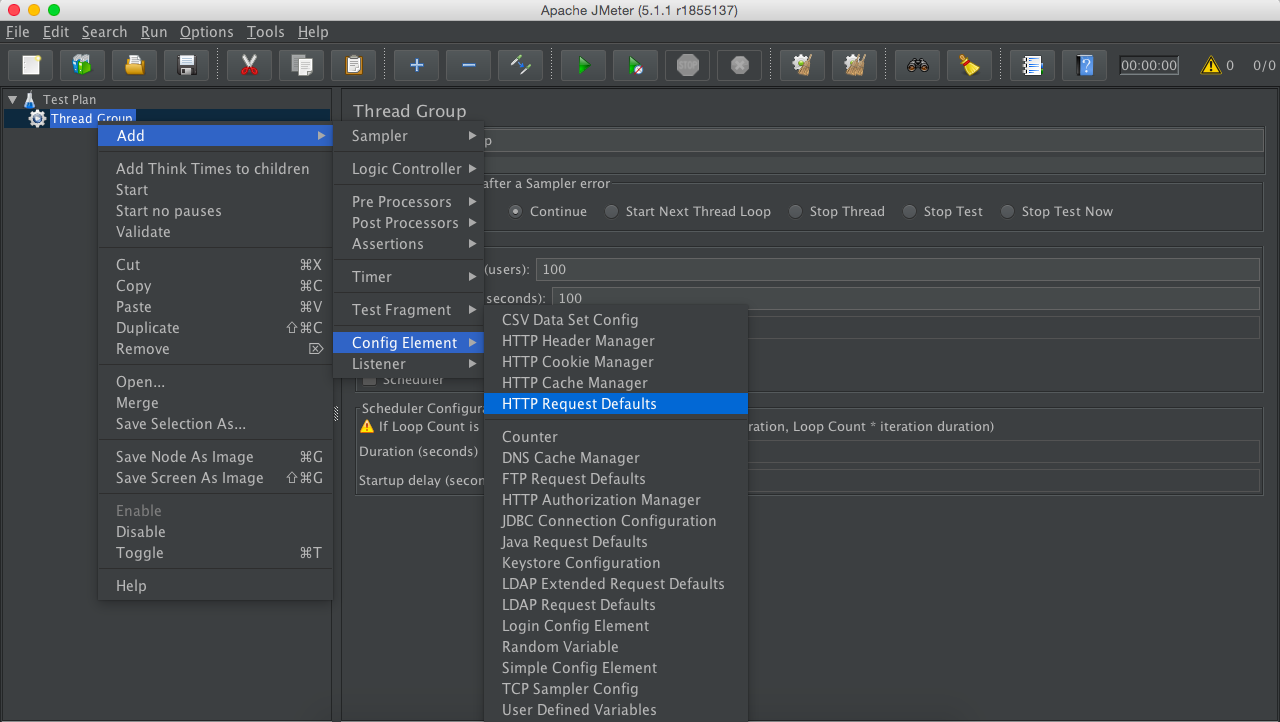 Apache JMeter (5.1.1 r1855137)
File Edit Search Run Options Tools Help
STOP
00:00:00
0
0/0
Test Plan
Thread Group
Add
Add Think Times to children
Start
Start no pauses
Validate
Cut ⌘X
Copy ⌘C
Paste ⌘V
Duplicate ⇧⌘C
Remove ⌦
Open...
Merge
Save Selection As...
Save Node As Image ⌘G
Save Screen As Image ⇧⌘G
Enable
Disable
Toggle ⌘T
Help
Sampler
Logic Controller
Pre Processors
Post Processors
Assertions
Timer
Test Fragment
Config Element
Listener
CSV Data Set Config
HTTP Header Manager
HTTP Cookie Manager
HTTP Cache Manager
HTTP Request Defaults
Counter
DNS Cache Manager
FTP Request Defaults
HTTP Authorization Manager
JDBC Connection Configuration
Java Request Defaults
Keystore Configuration
LDAP Extended Request Defaults
LDAP Request Defaults
Login Config Element
Random Variable
Simple Config Element
TCP Sampler Config
User Defined Variables
Thread Group
p
after a Sampler error
Continue Start Next Thread Loop Stop Thread Stop Test Stop Test Now
(users): 100
seconds): 100
Scheduler
Scheduler Configura
If Loop Count is ration, Loop Count * iteration duration)
Duration (seconds)
Startup delay (secon